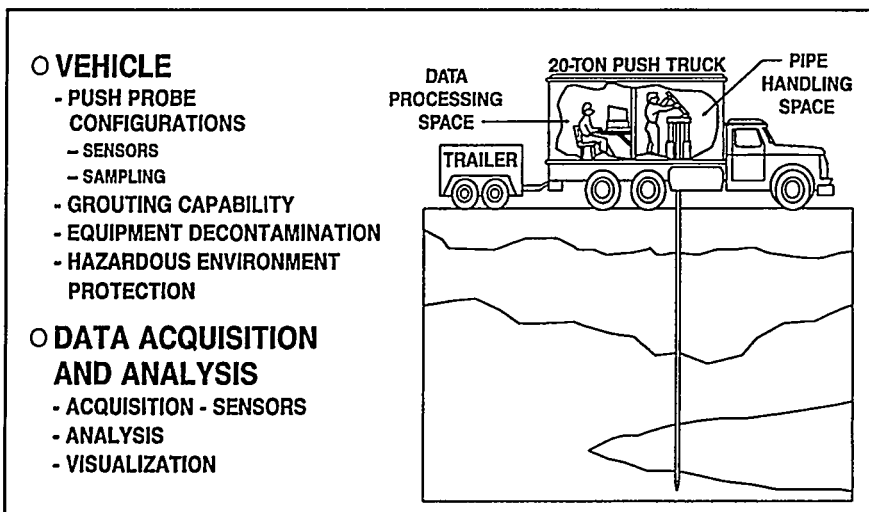 ○ VEHICLE
- PUSH PROBE
CONFIGURATIONS
– SENSORS
– SAMPLING
- GROUTING CAPABILITY
- EQUIPMENT DECONTAMINATION
- HAZARDOUS ENVIRONMENT
PROTECTION
○ DATA ACQUISITION
AND ANALYSIS
- ACQUISITION - SENSORS
- ANALYSIS
- VISUALIZATION
20-TON PUSH TRUCK
DATA
PROCESSING
SPACE
PIPE
HANDLING
SPACE
TRAILER